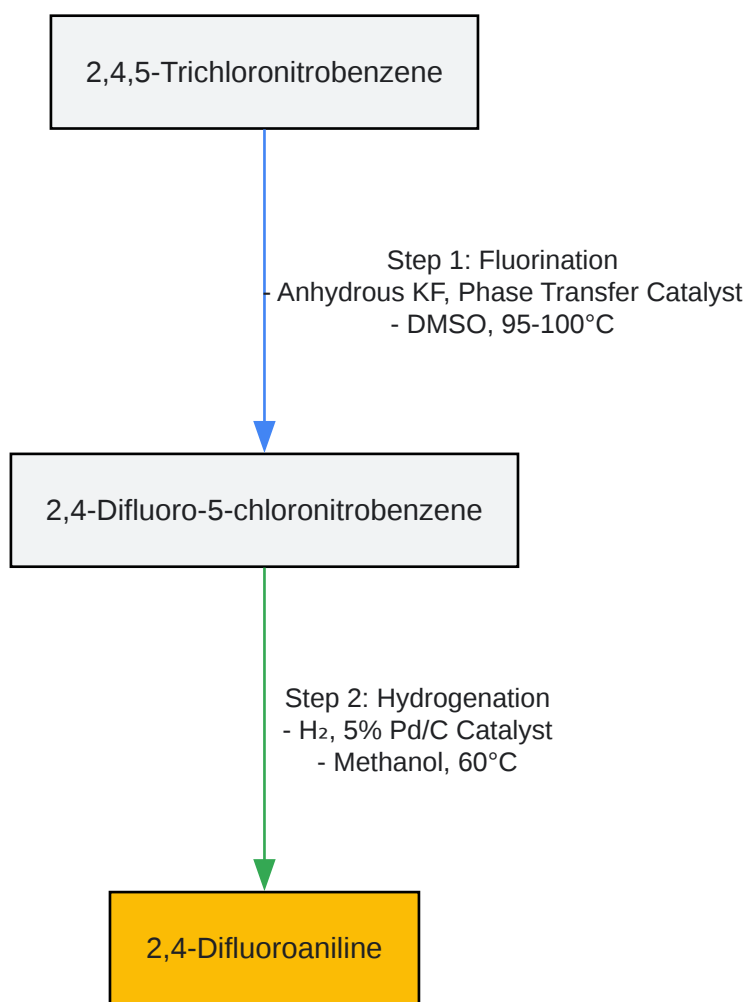 2,4,5-Trichloronitrobenzene
Step 1: Fluorination
- Anhydrous KF, Phase Transfer Catalyst
- DMSO, 95-100°C
2,4-Difluoro-5-chloronitrobenzene
Step 2: Hydrogenation
- H₂, 5% Pd/C Catalyst
- Methanol, 60°C
2,4-Difluoroaniline